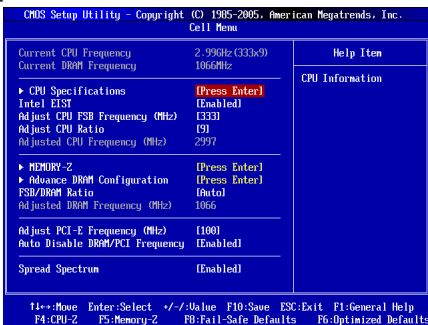 CMOS Setup Utility - Copyright (C) 1985-2005, American Megatrends, Inc.
Cell Menu
Current CPU Frequency 2.99GHz(333x9)
Current DRAM Frequency 1066MHz
Help Item
CPU Information
▶ CPU Specifications [Press Enter]
Intel EIST [Enabled]
Adjust CPU FSB Frequency (MHz) [333]
Adjust CPU Ratio [9]
Adjusted CPU Frequency (MHz) 2997
▶ MEMORY-Z [Press Enter]
▶ Advance DRAM Configuration [Press Enter]
FSB/DRAM Ratio [Auto]
Adjusted DRAM Frequency (MHz) 1066
Adjust PCI-E Frequency (MHz) [100]
Auto Disable DRAM/PCI Frequency [Enabled]
Spread Spectrum [Enabled]
↑↓←→:Move Enter:Select +/-/:Value F10:Save ESC:Exit F1:General Help
F4:CPU-Z F5:Memory-Z F8:Fail-Safe Defaults F6:Optimized Defaults